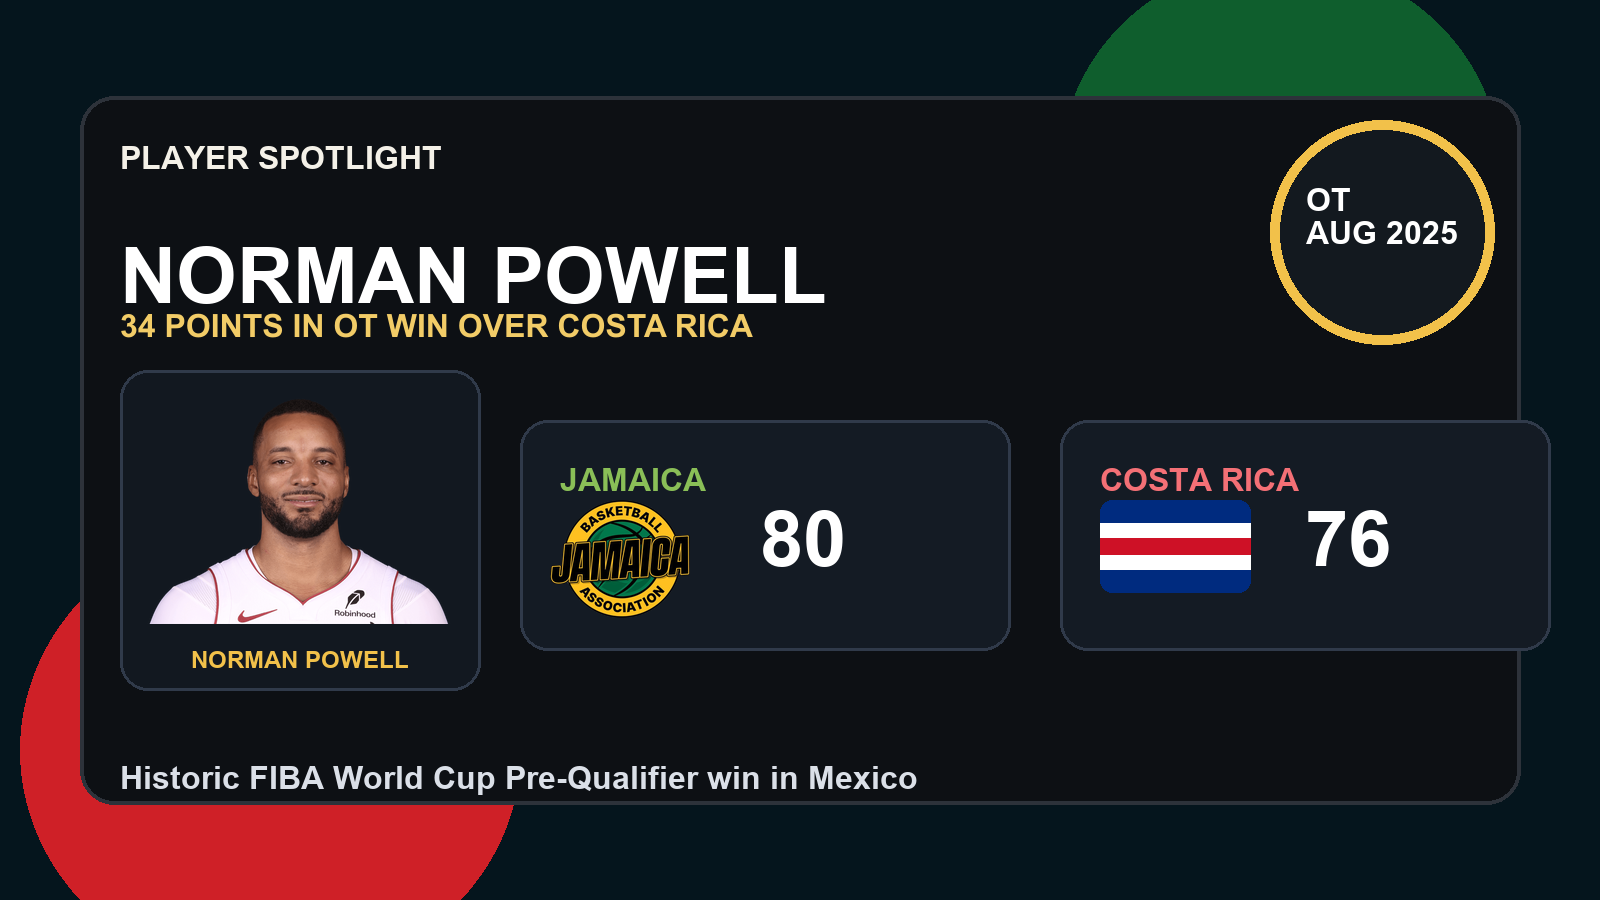 PLAYER SPOTLIGHT
OT
AUG 2025
NORMAN POWELL
34 POINTS IN OT WIN OVER COSTA RICA
Robinhood
NORMAN POWELL
JAMAICA
BASKETBALL
JAMAICA
ASSOCIATION
80
COSTA RICA
76
Historic FIBA World Cup Pre-Qualifier win in Mexico